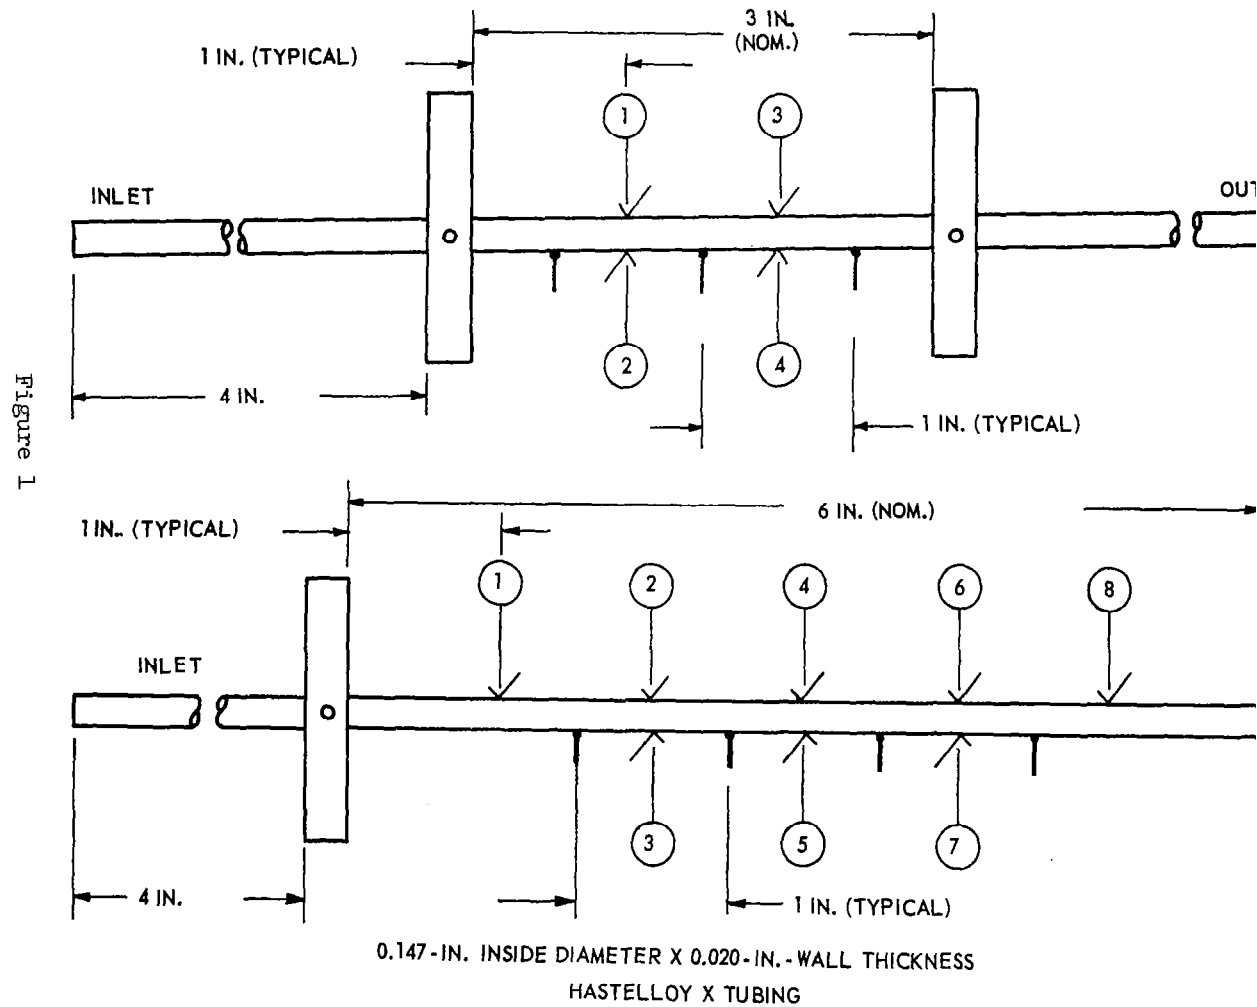 3 IN.
(NOM.)
1 IN. (TYPICAL)
1
3
INLET
OUT
2
4
4 IN.
1 IN. (TYPICAL)
Figure 1
6 IN. (NOM.)
1 IN.. (TYPICAL)
1
2
4
6
8
INLET
3
5
7
4 IN.
1 IN. (TYPICAL)
0.147-IN. INSIDE DIAMETER X 0.020-IN.-WALL THICKNESS
HASTELLOY X TUBING